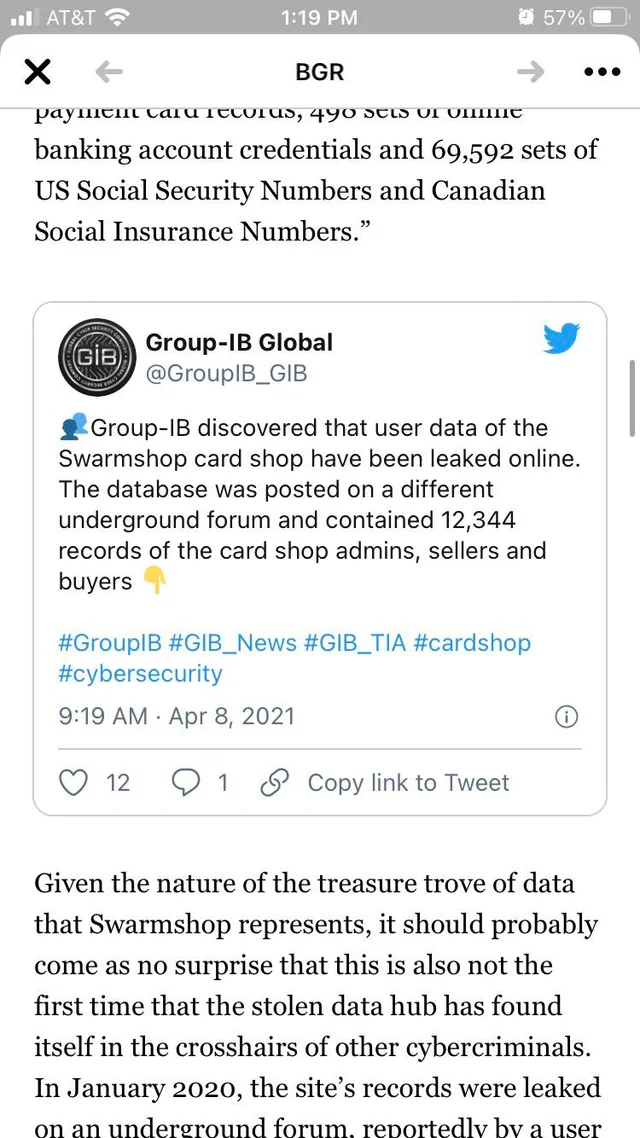 AT&T 1:19 PM 57%
BGR
payment card records, 498 sets of online
banking account credentials and 69,592 sets of
US Social Security Numbers and Canadian
Social Insurance Numbers.”
GIB
Group-IB Global
@GroupIB_GIB
👥Group-IB discovered that user data of the
Swarmshop card shop have been leaked online.
The database was posted on a different
underground forum and contained 12,344
records of the card shop admins, sellers and
buyers 👇
#GroupIB #GIB_News #GIB_TIA #cardshop
#cybersecurity
9:19 AM · Apr 8, 2021
12 1 Copy link to Tweet
Given the nature of the treasure trove of data
that Swarmshop represents, it should probably
come as no surprise that this is also not the
first time that the stolen data hub has found
itself in the crosshairs of other cybercriminals.
In January 2020, the site’s records were leaked
on an underground forum, reportedly by a user